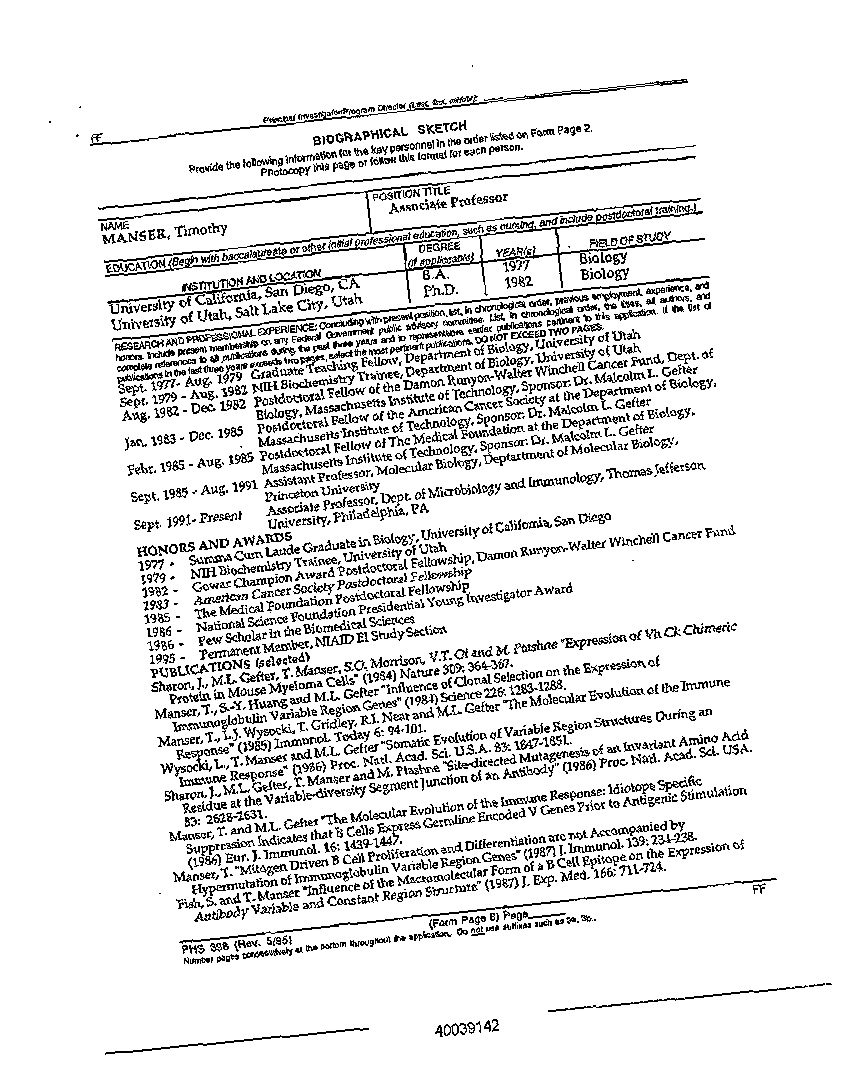 Principal Investigator/Program Director (Last, first, middle):
FF
BIOGRAPHICAL SKETCH
Provide the following information for the key personnel in the order listed on Form Page 2.
Photocopy this page or follow this format for each person.
NAME
MANSER, Timothy
POSITION TITLE
Associate Professor
EDUCATION (Begin with baccalaureate or other initial professional education, such as nursing, and include postdoctoral training.)
INSTITUTION AND LOCATION
DEGREE
(if applicable)
YEAR(s)
FIELD OF STUDY
University of California, San Diego, CA B.A. 1977 Biology
University of Utah, Salt Lake City, Utah Ph.D. 1982 Biology
RESEARCH AND PROFESSIONAL EXPERIENCE: Concluding with present position, list, in chronological order, previous employment, experience, and
honors. Include present membership on any Federal Government public advisory committee. List, in chronological order, the titles, all authors, and
complete references to all publications during the past three years and to representative earlier publications pertinent to this application. If the list of
publications in the last three years exceeds two pages, select the most pertinent publications. DO NOT EXCEED TWO PAGES.
Sept. 1977- Aug. 1979 Graduate Teaching Fellow, Department of Biology, University of Utah
Sept. 1979 - Aug. 1982 NIH Biochemistry Trainee, Department of Biology, University of Utah
Aug. 1982 - Dec. 1982 Postdoctoral Fellow of the Damon Runyon-Walter Winchell Cancer Fund, Dept. of
Biology, Massachusetts Institute of Technology, Sponsor: Dr. Malcolm L. Gefter
Jan. 1983 - Dec. 1985 Postdoctoral Fellow of the American Cancer Society at the Department of Biology,
Massachusetts Institute of Technology, Sponsor: Dr. Malcolm L. Gefter
Febr. 1985 - Aug. 1985 Postdoctoral Fellow of The Medical Foundation at the Department of Biology,
Massachusetts Institute of Technology, Sponsor: Dr. Malcolm L. Gefter
Sept. 1985 - Aug. 1991 Assistant Professor, Molecular Biology, Department of Molecular Biology,
Princeton University
Sept. 1991- Present Associate Professor, Dept. of Microbiology and Immunology, Thomas Jefferson
University, Philadelphia, PA
HONORS AND AWARDS
1977 - Summa Cum Laude Graduate in Biology, University of California, San Diego
1979 - NIH Biochemistry Trainee, University of Utah
1982 - Gowar Champion Award Postdoctoral Fellowship, Damon Runyon-Walter Winchell Cancer Fund
1983 - American Cancer Society Postdoctoral Fellowship
1985 - The Medical Foundation Postdoctoral Fellowship
1986 - National Science Foundation Presidential Young Investigator Award
1986 - Pew Scholar in the Biomedical Sciences
1995 - Permanent Member, NIAID E1 Study Section
PUBLICATIONS (selected)
Sharon, J., M.L. Gefter, T. Manser, S.O. Morrison, V.T. Oi and M. Ptashne "Expression of Vh Ck Chimeric
Protein in Mouse Myeloma Cells" (1984) Nature 309: 364-367.
Manser, T., S.-Y. Huang and M.L. Gefter "Influence of Clonal Selection on the Expression of
Immunoglobulin Variable Region Genes" (1984) Science 226: 1283-1288.
Manser, T., L.J. Wysocki, T. Gridley, R.I. Near and M.L. Gefter "The Molecular Evolution of the Immune
Response" (1985) Immunol. Today 6: 94-101.
Wysocki, L., T. Manser and M.L. Gefter "Somatic Evolution of Variable Region Structures During an
Immune Response" (1986) Proc. Natl. Acad. Sci. U.S.A. 83: 1847-1851.
Sharon, J., M.L. Gefter, T. Manser and M. Ptashne "Site-directed Mutagenesis of an Invariant Amino Acid
Residue at the Variable-diversity Segment Junction of an Antibody" (1986) Proc. Natl. Acad. Sci. USA.
83: 2628-2631.
Manser, T. and M.L. Gefter "The Molecular Evolution of the Immune Response: Idiotope Specific
Suppression Indicates that B Cells Express Germline Encoded V Genes Prior to Antigenic Stimulation
(1986) Eur. J. Immunol. 16: 1439-1447.
Manser, T. "Mitogen Driven B Cell Proliferation and Differentiation are not Accompanied by
Hypermutation of Immunoglobulin Variable Region Genes" (1987) J. Immunol. 139: 234-238.
Fish, S. and T. Manser "Influence of the Macromolecular Form of a B Cell Epitope on the Expression of
Antibody Variable and Constant Region Structure" (1987) J. Exp. Med. 166: 711-724.
PHS 398 (Rev. 5/95) (Form Page 6) Page FF
Number pages consecutively at the bottom throughout the application. Do not use suffixes such as 3a, 3b.
40039142